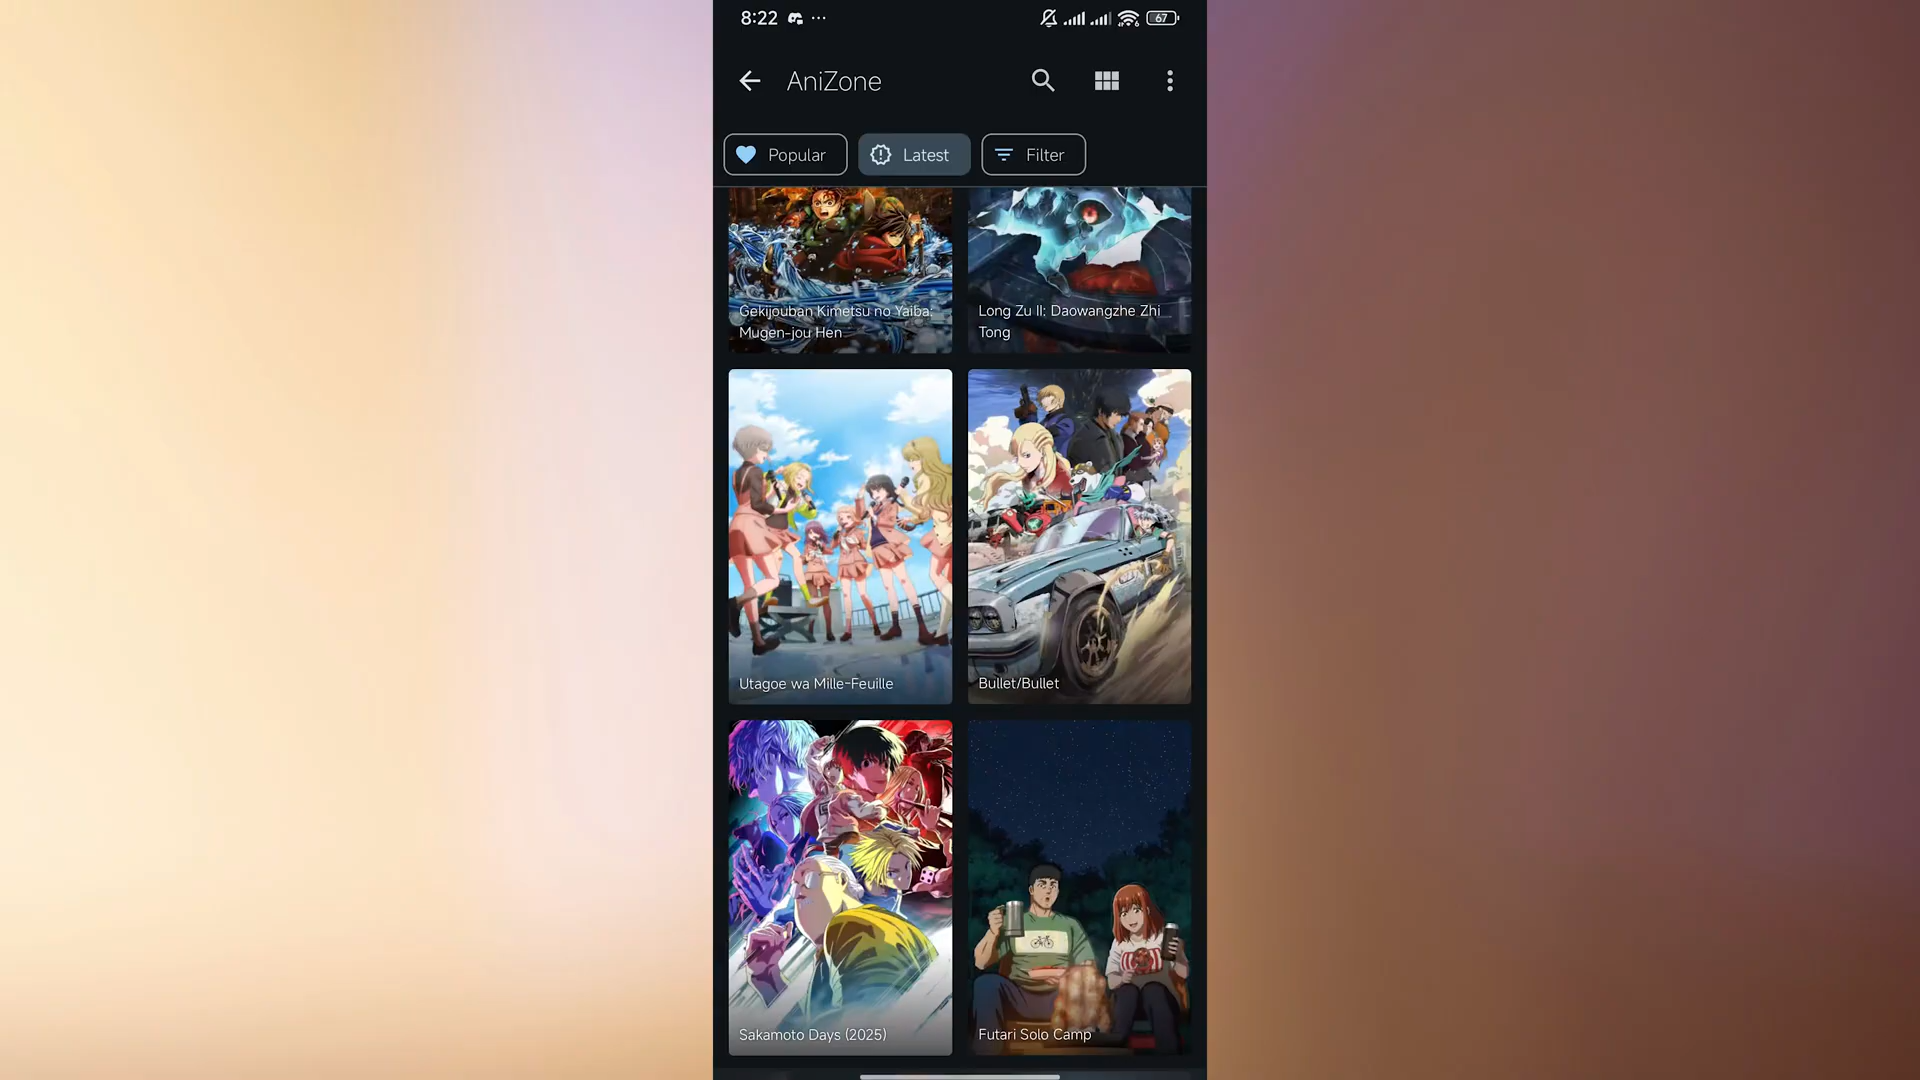 8:22 ... 67
AniZone
Popular Latest Filter
Gekijouban Kimetsu no Yaiba: Long Zu II: Daowangzhe Zhi
Mugen-jou Hen Tong
Utagoe wa Mille-Feuille Bullet/Bullet
Sakamoto Days (2025) Futari Solo Camp